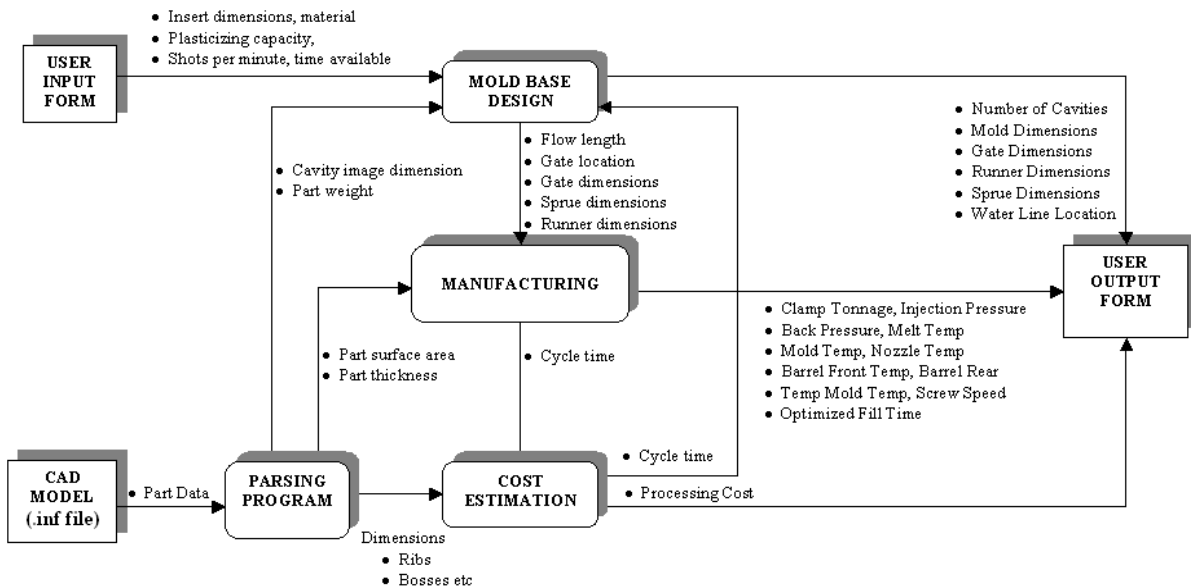 ● Insert dimensions, material
● Plasticizing capacity,
● Shots per minute, time available
USER
INPUT
FORM
MOLD BASE
DESIGN
● Number of Cavities
● Mold Dimensions
● Gate Dimensions
● Runner Dimensions
● Sprue Dimensions
● Water Line Location
● Flow length
● Gate location
● Gate dimensions
● Sprue dimensions
● Runner dimensions
● Cavity image dimension
● Part weight
MANUFACTURING
USER
OUTPUT
FORM
● Clamp Tonnage, Injection Pressure
● Back Pressure, Melt Temp
● Mold Temp, Nozzle Temp
● Barrel Front Temp, Barrel Rear
● Temp Mold Temp, Screw Speed
● Optimized Fill Time
● Part surface area
● Part thickness
● Cycle time
CAD
MODEL
(.inf file)
● Part Data
PARSING
PROGRAM
COST
ESTIMATION
● Cycle time
● Processing Cost
Dimensions
● Ribs
● Bosses etc